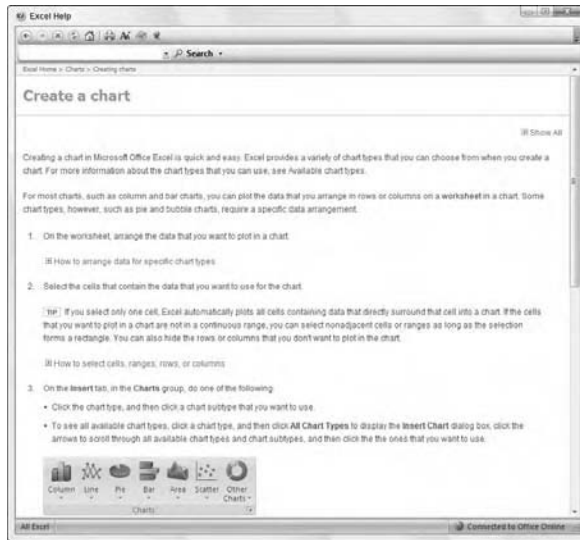 Excel Help
Search
Excel Home > Charts > Creating charts
Create a chart
Show All
Creating a chart in Microsoft Office Excel is quick and easy. Excel provides a variety of chart types that you can choose from when you create a
chart. For more information about the chart types that you can use, see Available chart types.
For most charts, such as column and bar charts, you can plot the data that you arrange in rows or columns on a worksheet in a chart. Some
chart types, however, such as pie and bubble charts, require a specific data arrangement.
1. On the worksheet, arrange the data that you want to plot in a chart.
How to arrange data for specific chart types
2. Select the cells that contain the data that you want to use for the chart.
TIP If you select only one cell, Excel automatically plots all cells containing data that directly surround that cell into a chart. If the cells
that you want to plot in a chart are not in a continuous range, you can select nonadjacent cells or ranges as long as the selection
forms a rectangle. You can also hide the rows or columns that you don't want to plot in the chart.
How to select cells, ranges, rows, or columns
3. On the Insert tab, in the Charts group, do one of the following:
• Click the chart type, and then click a chart subtype that you want to use.
• To see all available chart types, click a chart type, and then click All Chart Types to display the Insert Chart dialog box, click the
arrows to scroll through all available chart types and chart subtypes, and then click the the ones that you want to use.
Column Line Pie Bar Area Scatter Other
Charts
Charts
All Excel Connected to Office Online